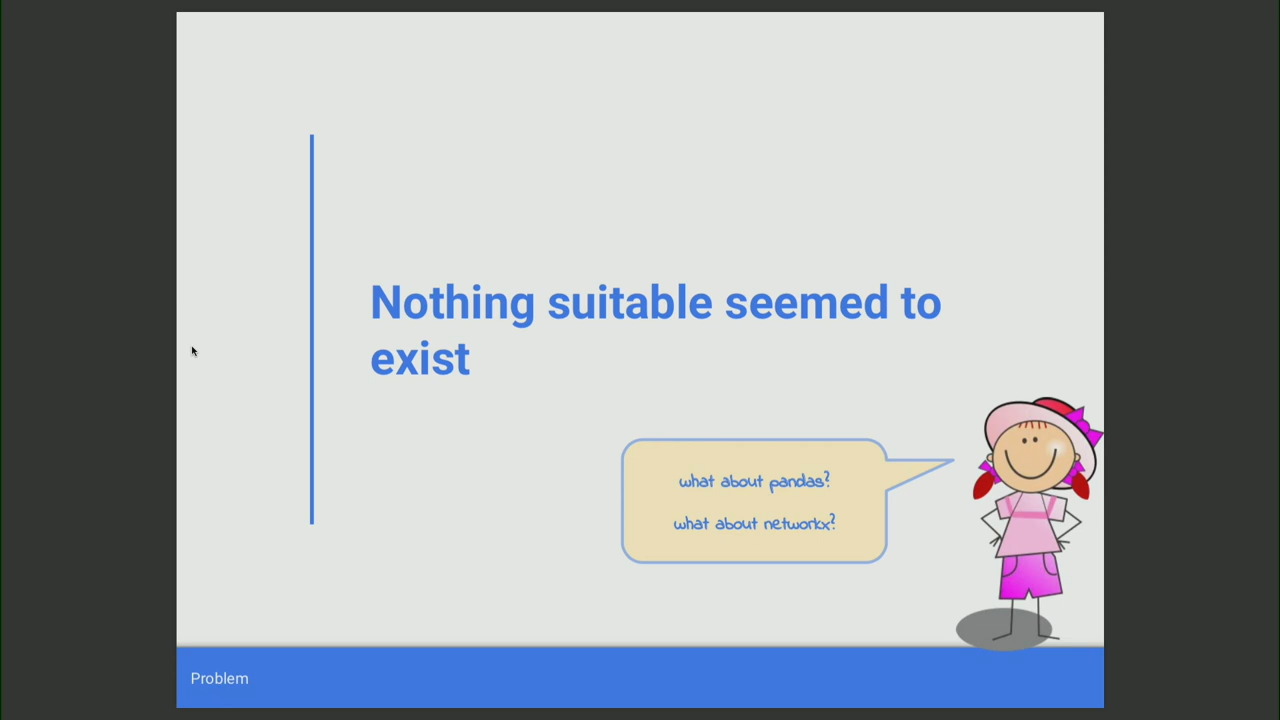 Nothing suitable seemed to
exist
what about pandas?
what about networkx?
Problem